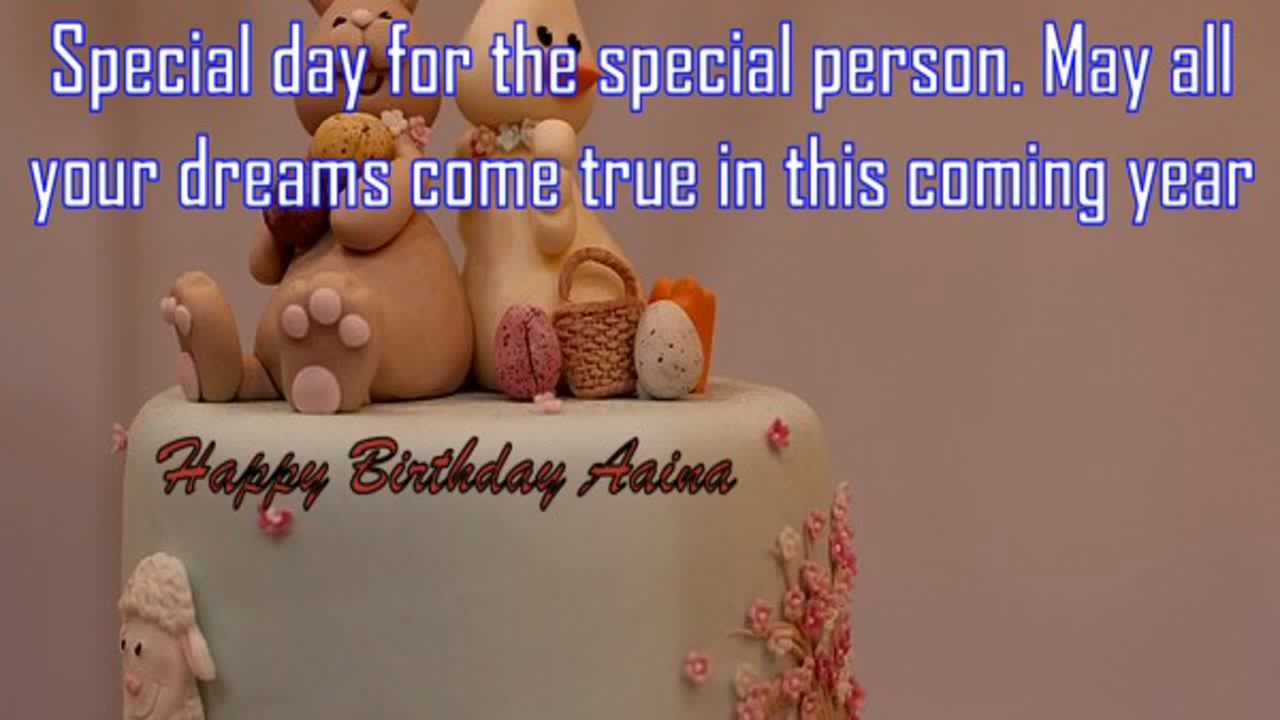 Special day for the special person. May all
your dreams come true in this coming year
Happy Birthday Aaina